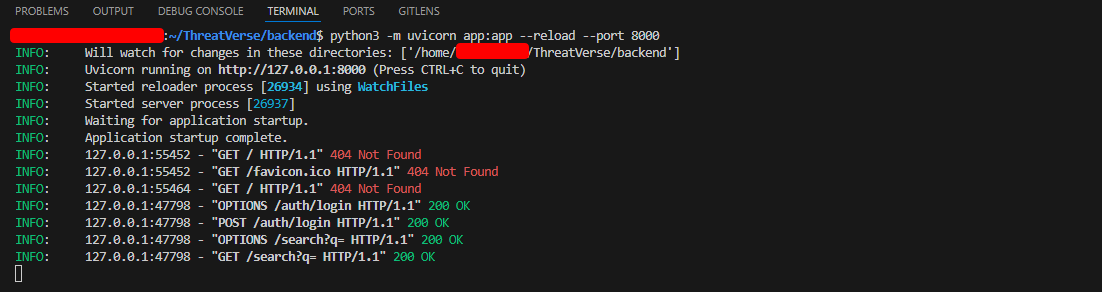 PROBLEMS OUTPUT DEBUG CONSOLE TERMINAL PORTS GITLENS
:~/ThreatVerse/backend$ python3 -m uvicorn app:app --reload --port 8000
INFO: Will watch for changes in these directories: ['/home/ /ThreatVerse/backend']
INFO: Uvicorn running on http://127.0.0.1:8000 (Press CTRL+C to quit)
INFO: Started reloader process [26934] using WatchFiles
INFO: Started server process [26937]
INFO: Waiting for application startup.
INFO: Application startup complete.
INFO: 127.0.0.1:55452 - "GET / HTTP/1.1" 404 Not Found
INFO: 127.0.0.1:55452 - "GET /favicon.ico HTTP/1.1" 404 Not Found
INFO: 127.0.0.1:55464 - "GET / HTTP/1.1" 404 Not Found
INFO: 127.0.0.1:47798 - "OPTIONS /auth/login HTTP/1.1" 200 OK
INFO: 127.0.0.1:47798 - "POST /auth/login HTTP/1.1" 200 OK
INFO: 127.0.0.1:47798 - "OPTIONS /search?q= HTTP/1.1" 200 OK
INFO: 127.0.0.1:47798 - "GET /search?q= HTTP/1.1" 200 OK